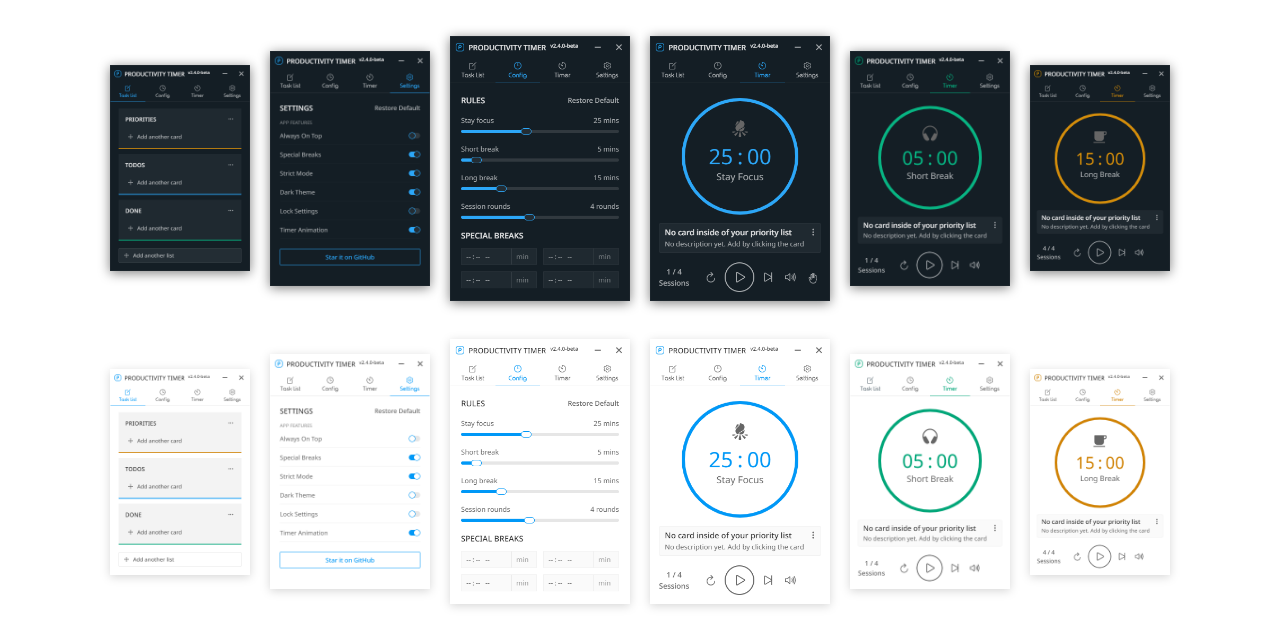 PRODUCTIVITY TIMER v2.4.0-beta
Task List Config. Timer Settings
PRIORITIES
Add another card
TODOS
Add another card
DONE
Add another card
Add another list
PRODUCTIVITY TIMER v2.4.0-beta
Task List Config. Timer Settings
SETTINGS Restore Default
APP FEATURES
Always On Top
Special Breaks
Strict Mode
Dark Theme
Lock Settings
Timer Animation
Star it on GitHub
PRODUCTIVITY TIMER v2.4.0-beta
Task List Config. Timer Settings
RULES Restore Default
Stay focus 25 mins
Short break 5 mins
Long break 15 mins
Session rounds 4 rounds
SPECIAL BREAKS
--:-- -- min --:-- -- min
--:-- -- min --:-- -- min
PRODUCTIVITY TIMER v2.4.0-beta
Task List Config. Timer Settings
25:00
Stay Focus
No card inside of your priority list
No description yet. Add by clicking the card
1 / 4
Sessions
PRODUCTIVITY TIMER v2.4.0-beta
Task List Config. Timer Settings
05:00
Short Break
No card inside of your priority list
No description yet. Add by clicking the card
1 / 4
Sessions
PRODUCTIVITY TIMER v2.4.0-beta
Task List Config. Timer Settings
15:00
Long Break
No card inside of your priority list
No description yet. Add by clicking the card
4 / 4
Sessions
PRODUCTIVITY TIMER v2.4.0-beta
Task List Config. Timer Settings
PRIORITIES
Add another card
TODOS
Add another card
DONE
Add another card
Add another list
PRODUCTIVITY TIMER v2.4.0-beta
Task List Config. Timer Settings
SETTINGS Restore Default
APP FEATURES
Always On Top
Special Breaks
Strict Mode
Dark Theme
Lock Settings
Timer Animation
Star it on GitHub
PRODUCTIVITY TIMER v2.4.0-beta
Task List Config. Timer Settings
RULES Restore Default
Stay focus 25 mins
Short break 5 mins
Long break 15 mins
Session rounds 4 rounds
SPECIAL BREAKS
--:-- -- min --:-- -- min
--:-- -- min --:-- -- min
PRODUCTIVITY TIMER v2.4.0-beta
Task List Config. Timer Settings
25:00
Stay Focus
No card inside of your priority list
No description yet. Add by clicking the card
1 / 4
Sessions
PRODUCTIVITY TIMER v2.4.0-beta
Task List Config. Timer Settings
05:00
Short Break
No card inside of your priority list
No description yet. Add by clicking the card
1 / 4
Sessions
PRODUCTIVITY TIMER v2.4.0-beta
Task List Config. Timer Settings
15:00
Long Break
No card inside of your priority list
No description yet. Add by clicking the card
4 / 4
Sessions